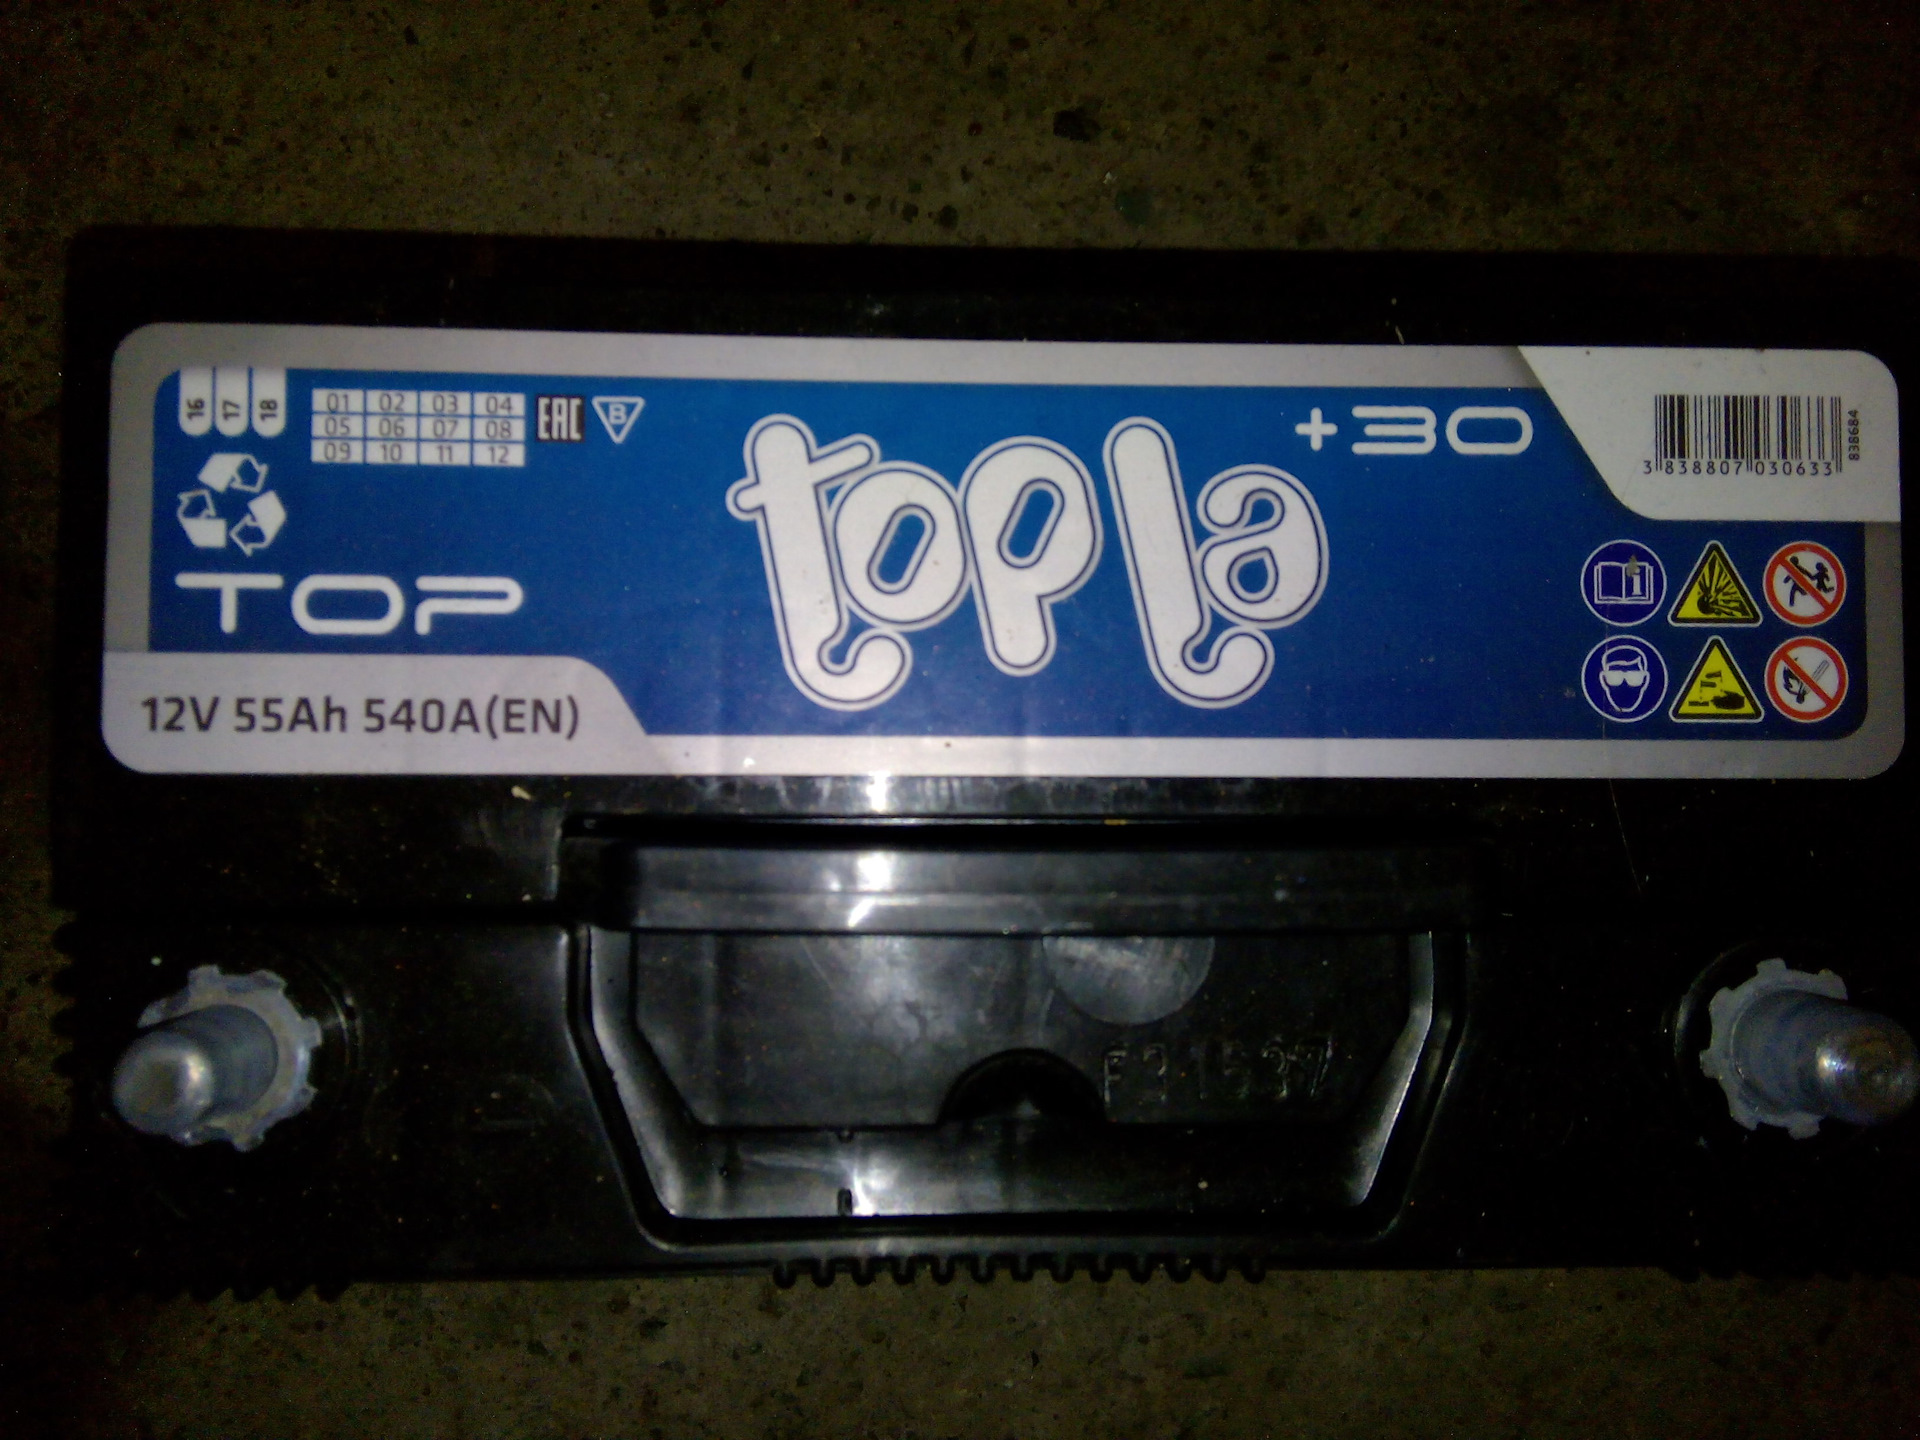 16 17 18
01 02 03 04
05 06 07 08
09 10 11 12
EAC B
topla
+30
3 838807 030633
838684
TOP
12V 55Ah 540A(EN)
F31537